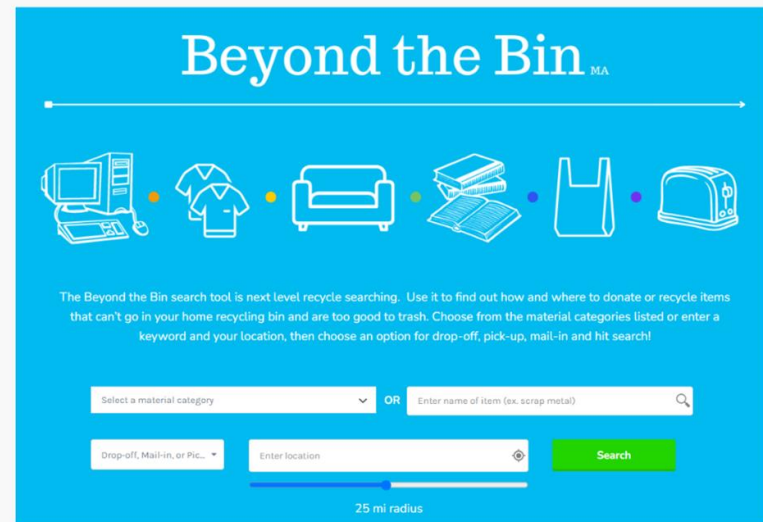 Beyond the Bin MA
The Beyond the Bin search tool is next level recycle searching.  Use it to find out how and where to donate or recycle items
that can't go in your home recycling bin and are too good to trash. Choose from the material categories listed or enter a
keyword and your location, then choose an option for drop-off, pick-up, mail-in and hit search!
Select a material category OR Enter name of item (ex. scrap metal)
Drop-off, Mail-in, or Pic... Enter location Search
25 mi radius